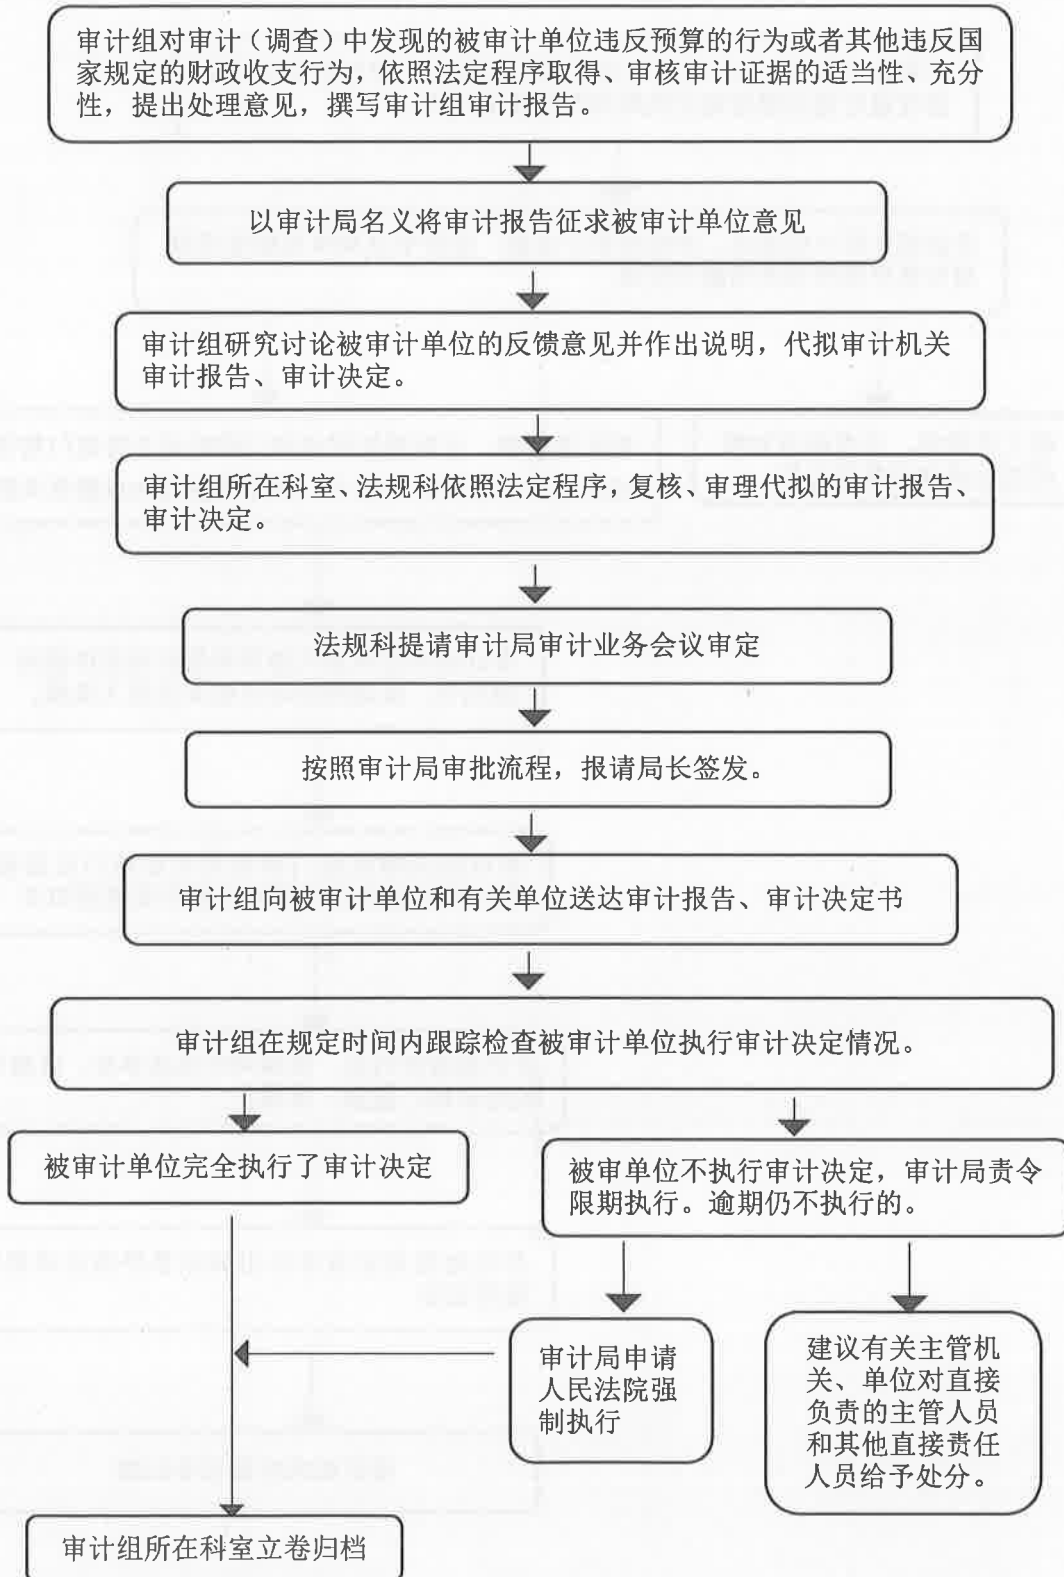 审计组对审计（调查）中发现的被审计单位违反预算的行为或者其他违反国
家规定的财政收支行为，依照法定程序取得、审核审计证据的适当性、充分
性，提出处理意见，撰写审计组审计报告。
以审计局名义将审计报告征求被审计单位意见
审计组研究讨论被审计单位的反馈意见并作出说明，代拟审计机关
审计报告、审计决定。
审计组所在科室、法规科依照法定程序，复核、审理代拟的审计报告、
审计决定。
法规科提请审计局审计业务会议审定
按照审计局审批流程，报请局长签发。
审计组向被审计单位和有关单位送达审计报告、审计决定书
审计组在规定时间内跟踪检查被审计单位执行审计决定情况。
被审计单位完全执行了审计决定
被审单位不执行审计决定，审计局责令
限期执行。逾期仍不执行的。
审计局申请
人民法院强
制执行
建议有关主管机
关、单位对直接
负责的主管人员
和其他直接责任
人员给予处分。
审计组所在科室立卷归档